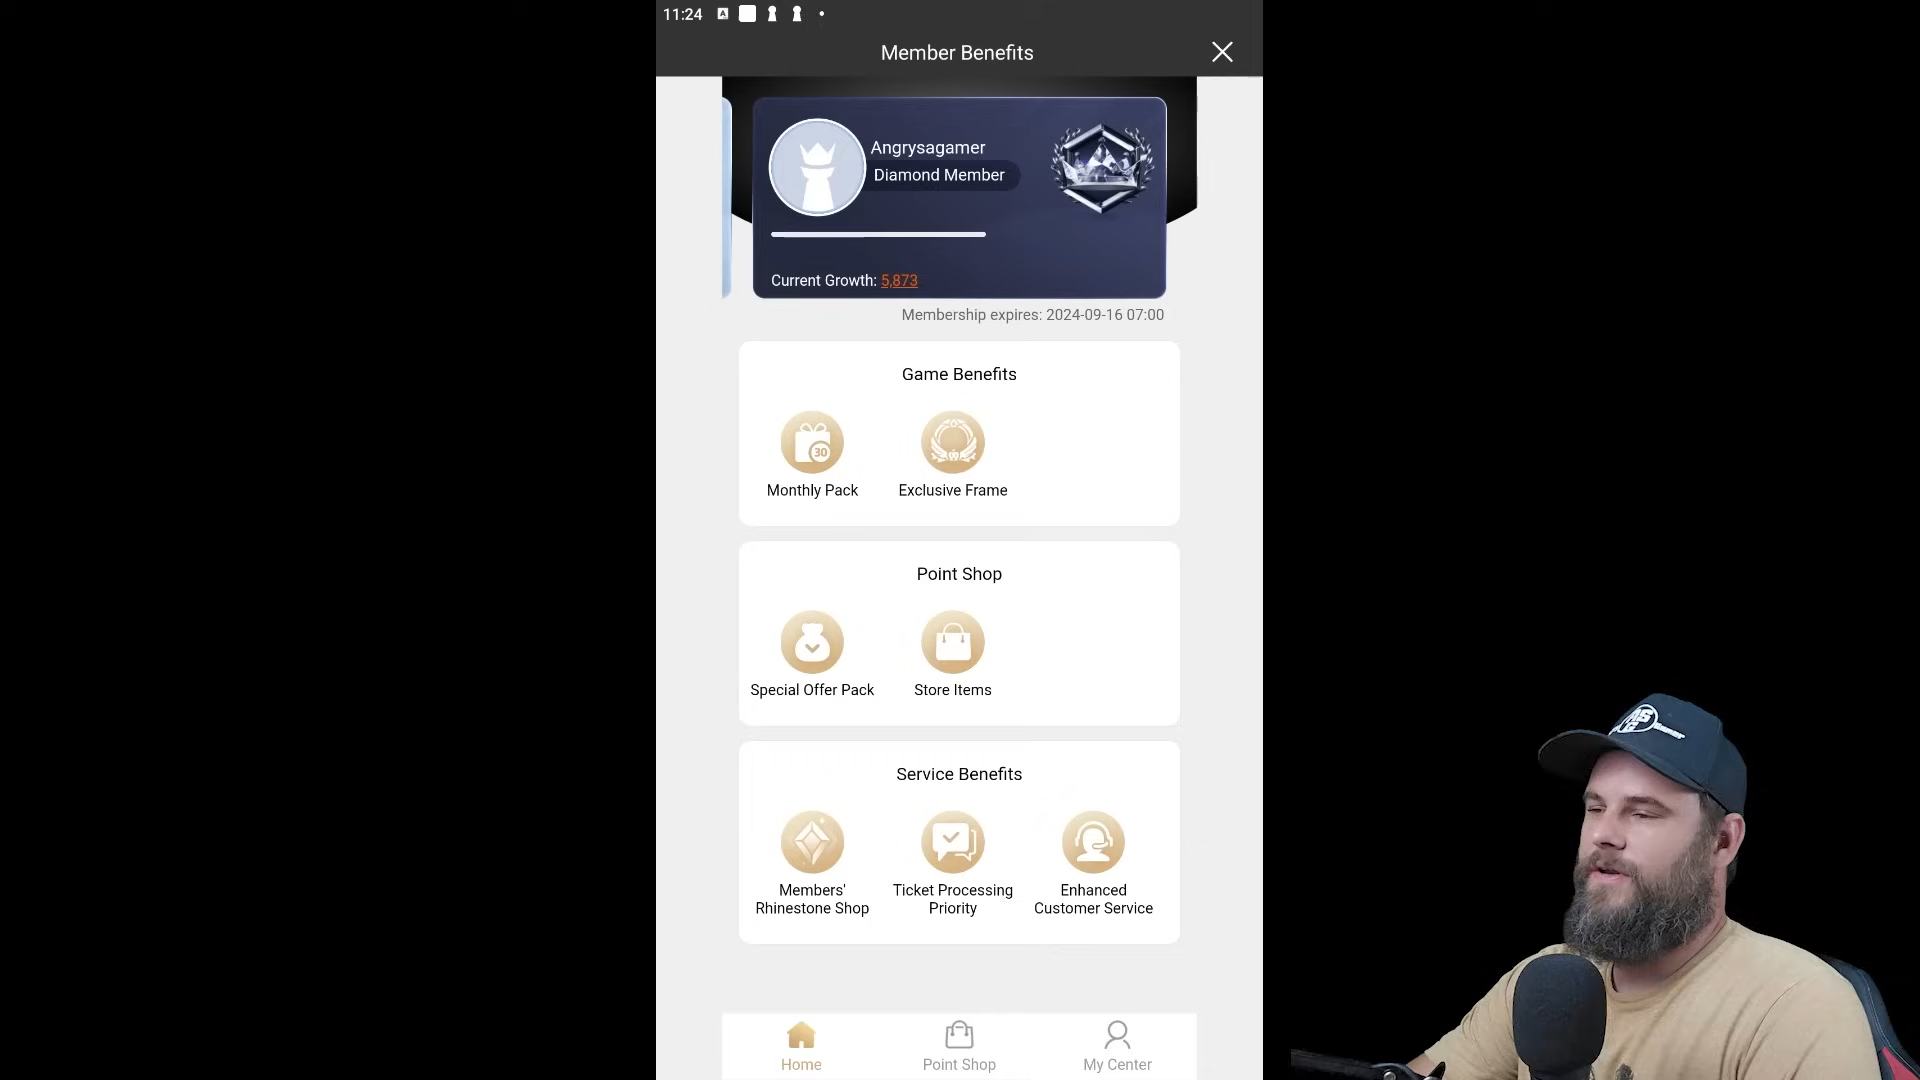 11:24
Member Benefits
Angrysagamer
Diamond Member
Current Growth: 5,873
Membership expires: 2024-09-16 07:00
Game Benefits
30
Monthly Pack
Exclusive Frame
Point Shop
Special Offer Pack
Store Items
Service Benefits
Members'
Rhinestone Shop
Ticket Processing
Priority
Enhanced
Customer Service
Home
Point Shop
My Center